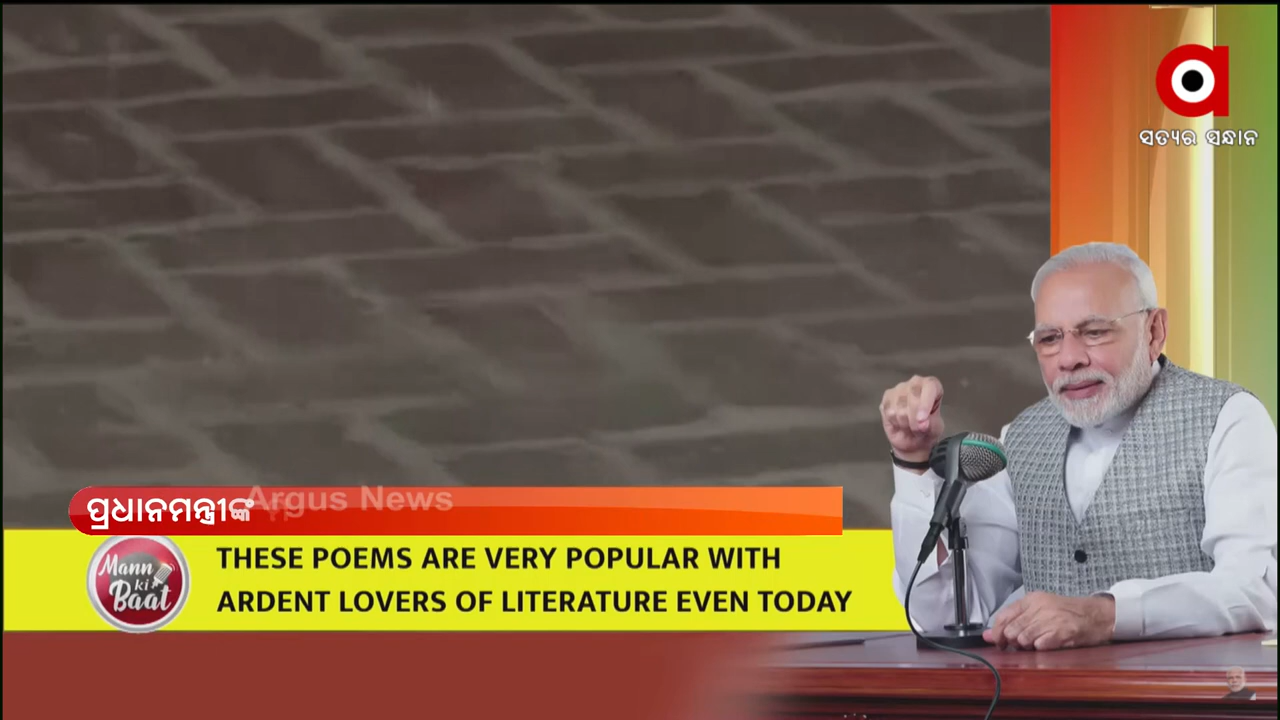 ସତ୍ୟର ସନ୍ଧାନ
Argus News
ପ୍ରଧାନମନ୍ତ୍ରୀଙ୍କ
Mann
ki
Baat
THESE POEMS ARE VERY POPULAR WITH
ARDENT LOVERS OF LITERATURE EVEN TODAY